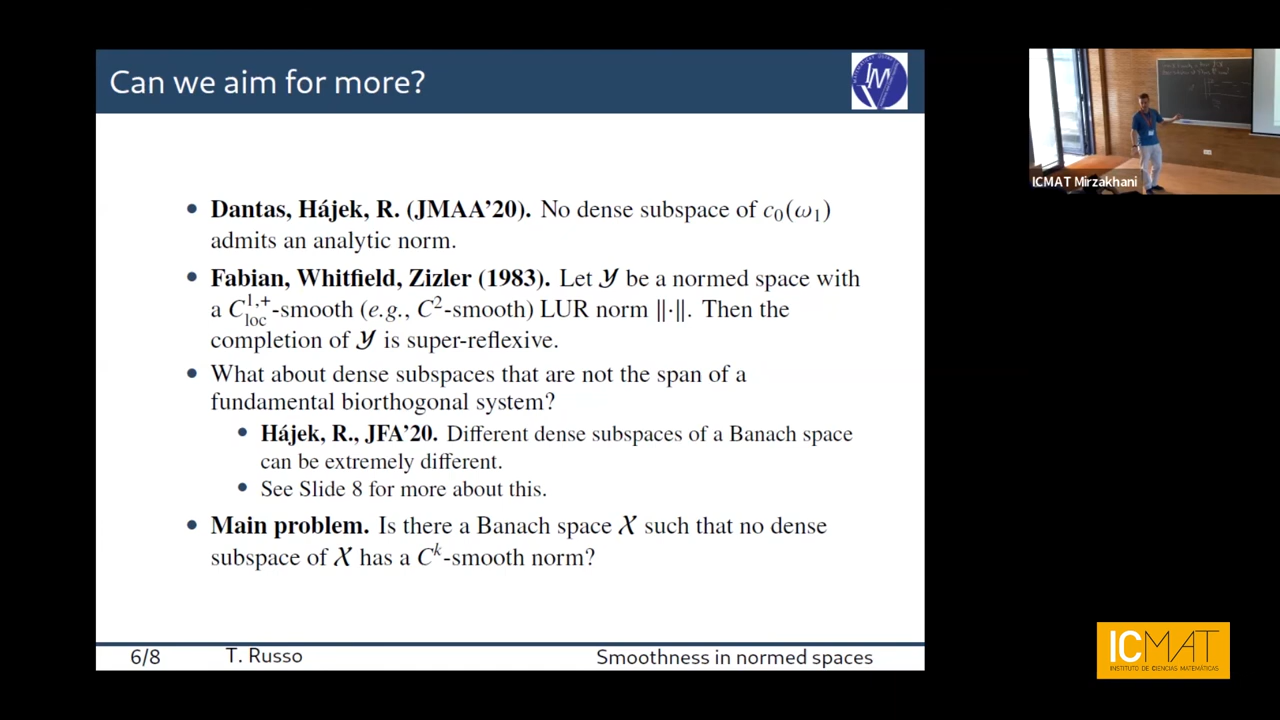 Can we aim for more?
IM
• Dantas, Hájek, R. (JMAA’20). No dense subspace of c₀(ω₁)
admits an analytic norm.
• Fabian, Whitfield, Zizler (1983). Let 𝒴 be a normed space with
a C^{1,+}_{loc}-smooth (e.g., C²-smooth) LUR norm ‖·‖. Then the
completion of 𝒴 is super-reflexive.
• What about dense subspaces that are not the span of a
fundamental biorthogonal system?
• Hájek, R., JFA’20. Different dense subspaces of a Banach space
can be extremely different.
• See Slide 8 for more about this.
• Main problem. Is there a Banach space 𝒳 such that no dense
subspace of 𝒳 has a Cᵏ-smooth norm?
6/8 T. Russo Smoothness in normed spaces
ICMAT Mirzakhani
ICMAT
INSTITUTO DE CIENCIAS MATEMÁTICAS